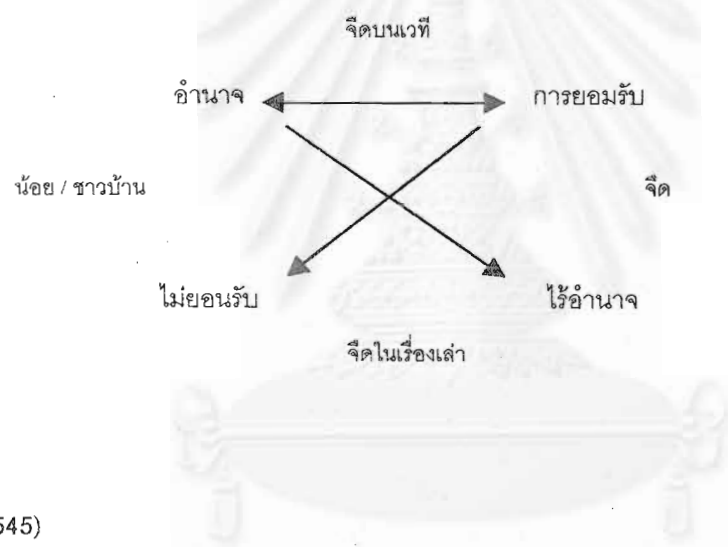 จืดบนเวที
อำนาจ การยอมรับ
น้อย / ชาวบ้าน จืด
ไม่ยอนรับ ไร้อำนาจ
จืดในเรื่องเล่า
545)